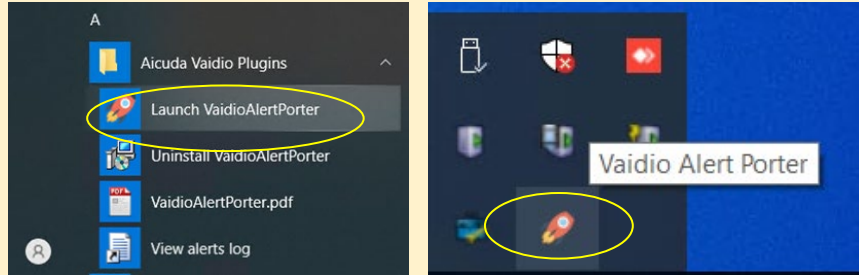 A
Aicuda Vaidio Plugins
Launch VaidioAlertPorter
Uninstall VaidioAlertPorter
PDF
VaidioAlertPorter.pdf
View alerts log
Vaidio Alert Porter